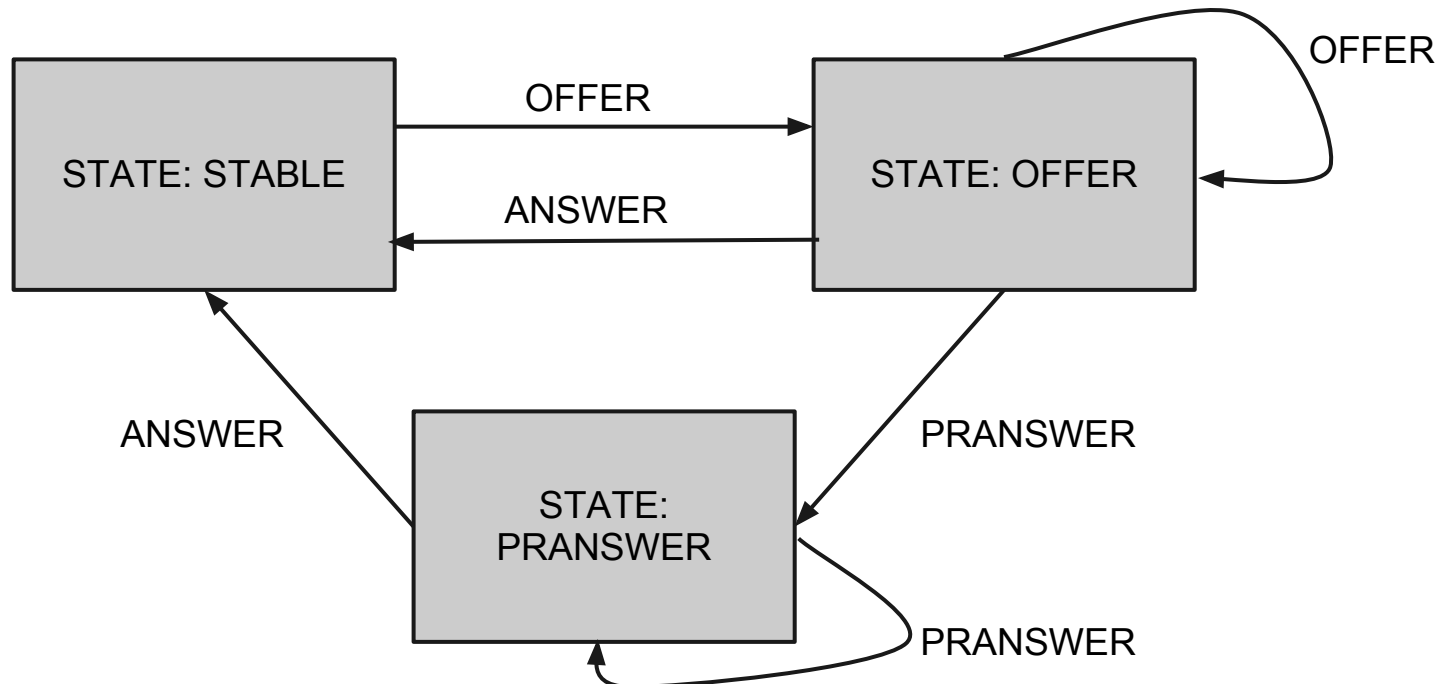 OFFER
OFFER
STATE: STABLE
STATE: OFFER
ANSWER
ANSWER
PRANSWER
STATE:
PRANSWER
PRANSWER